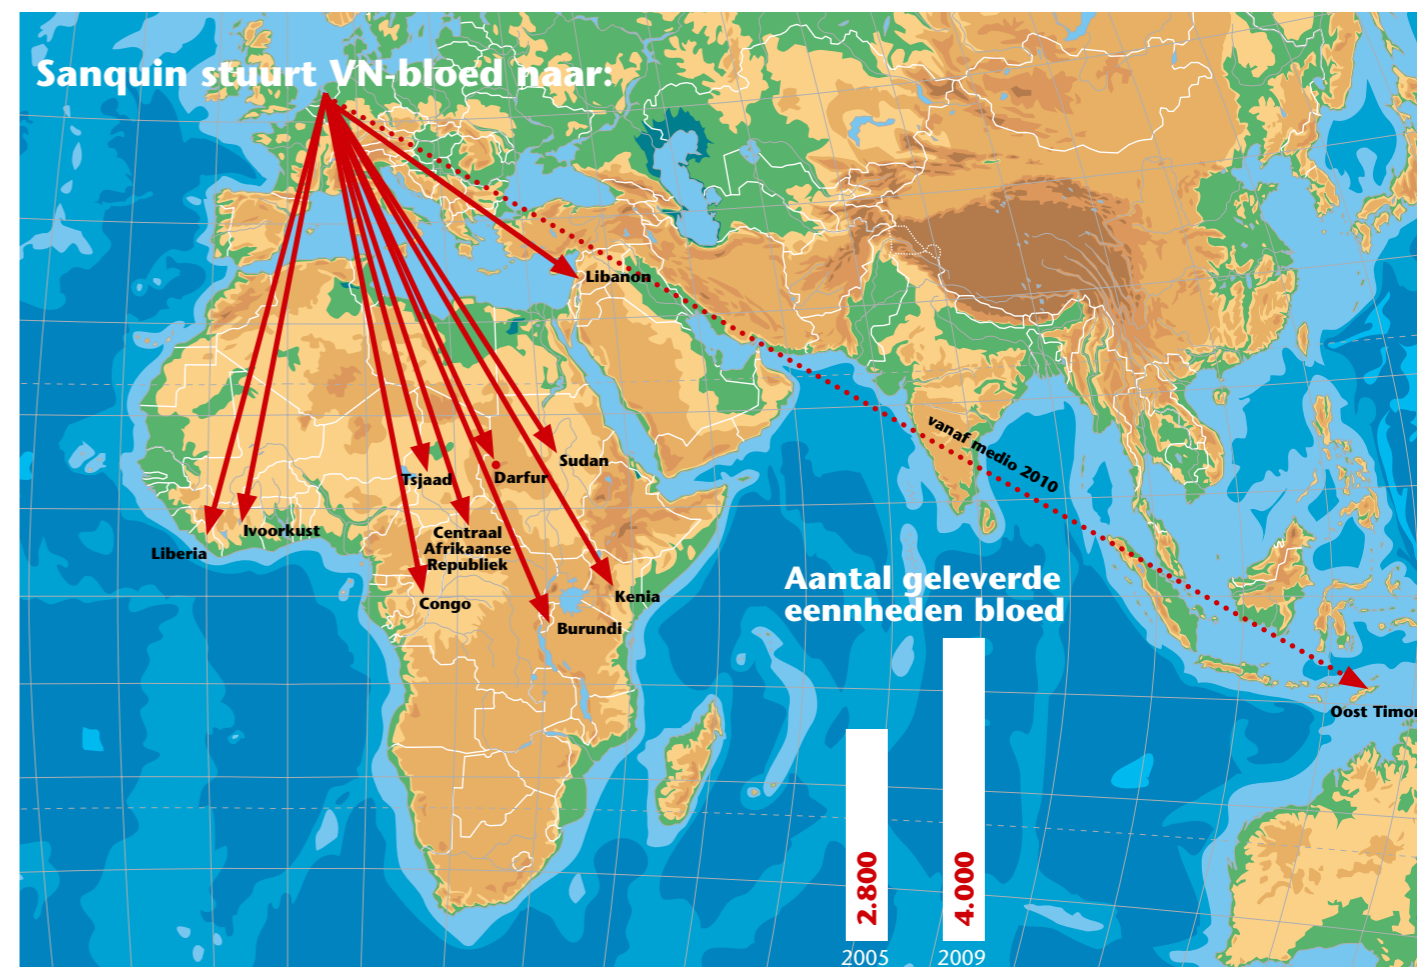 Sanquin stuurt VN-bloed naar:
Libanon
vanaf medio 2010
Sudan
Darfur
Tsjaad
Ivoorkust
Liberia
Centraal
Afrikaanse
Republiek
Congo
Kenia
Burundi
Oost Timor
Aantal geleverde
eennheden bloed
2.800
4.000
2005
2009